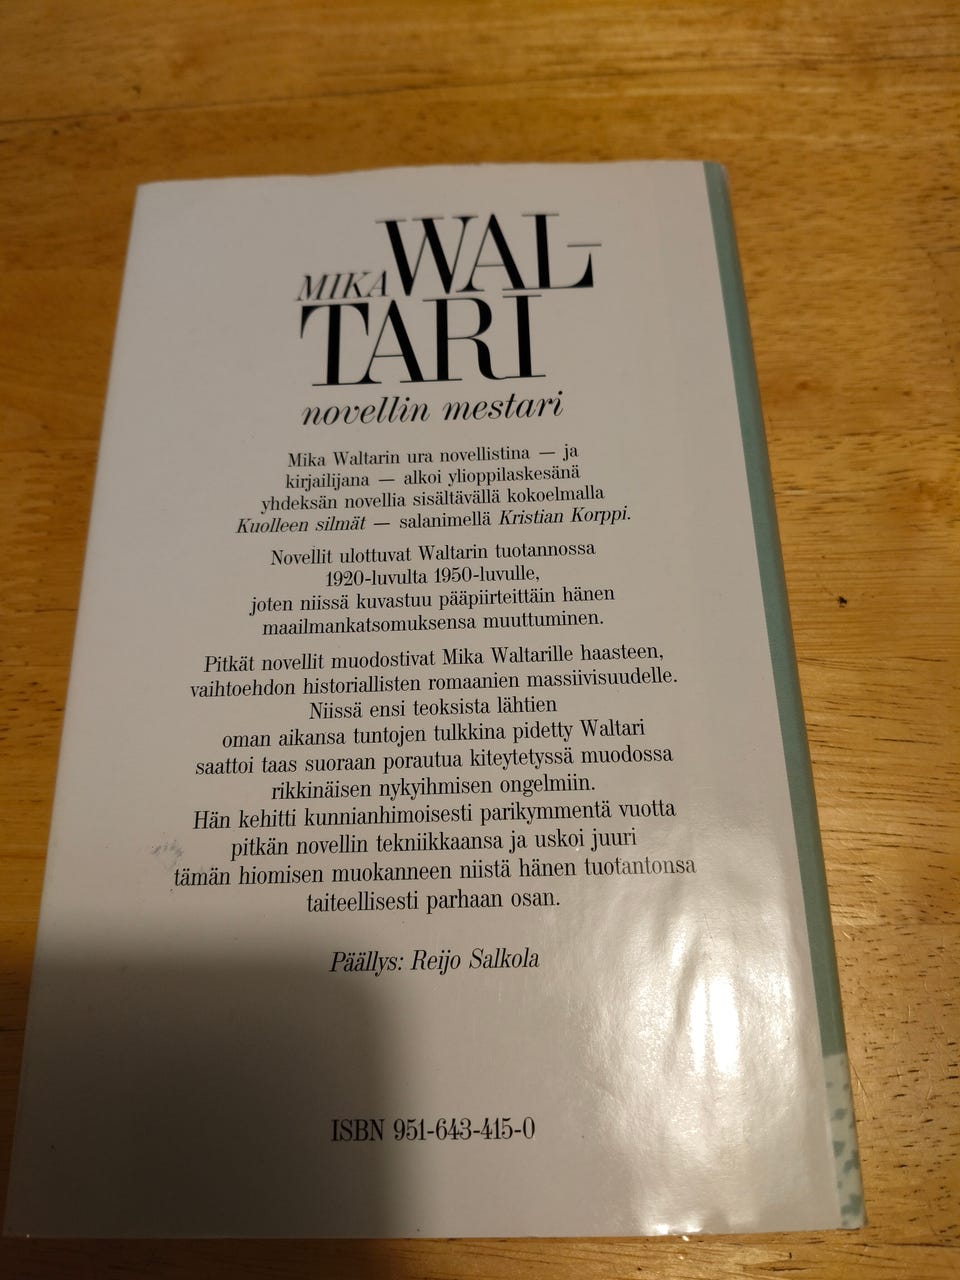 MIKA WAL-
TARI
novellin mestari
Mika Waltarin ura novellistina — ja
kirjailijana — alkoi ylioppilaskesänä
yhdeksän novellia sisältävällä kokoelmalla
Kuolleen silmät — salanimellä Kristian Korppi.
Novellit ulottuvat Waltarin tuotannossa
1920-luvulta 1950-luvulle,
joten niissä kuvastuu pääpiirteittäin hänen
maailmankatsomuksensa muuttuminen.
Pitkät novellit muodostivat Mika Waltarille haasteen,
vaihtoehdon historiallisten romaanien massiivisuudelle.
Niissä ensi teoksista lähtien
oman aikansa tuntojen tulkkina pidetty Waltari
saattoi taas suoraan porautua kiteytetyssä muodossa
rikkinäisen nykyihmisen ongelmiin.
Hän kehitti kunnianhimoisesti parikymmentä vuotta
pitkän novellin tekniikkaansa ja uskoi juuri
tämän hiomisen muokanneen niistä hänen tuotantonsa
taiteellisesti parhaan osan.
Päällys: Reijo Salkola
ISBN 951-643-415-0